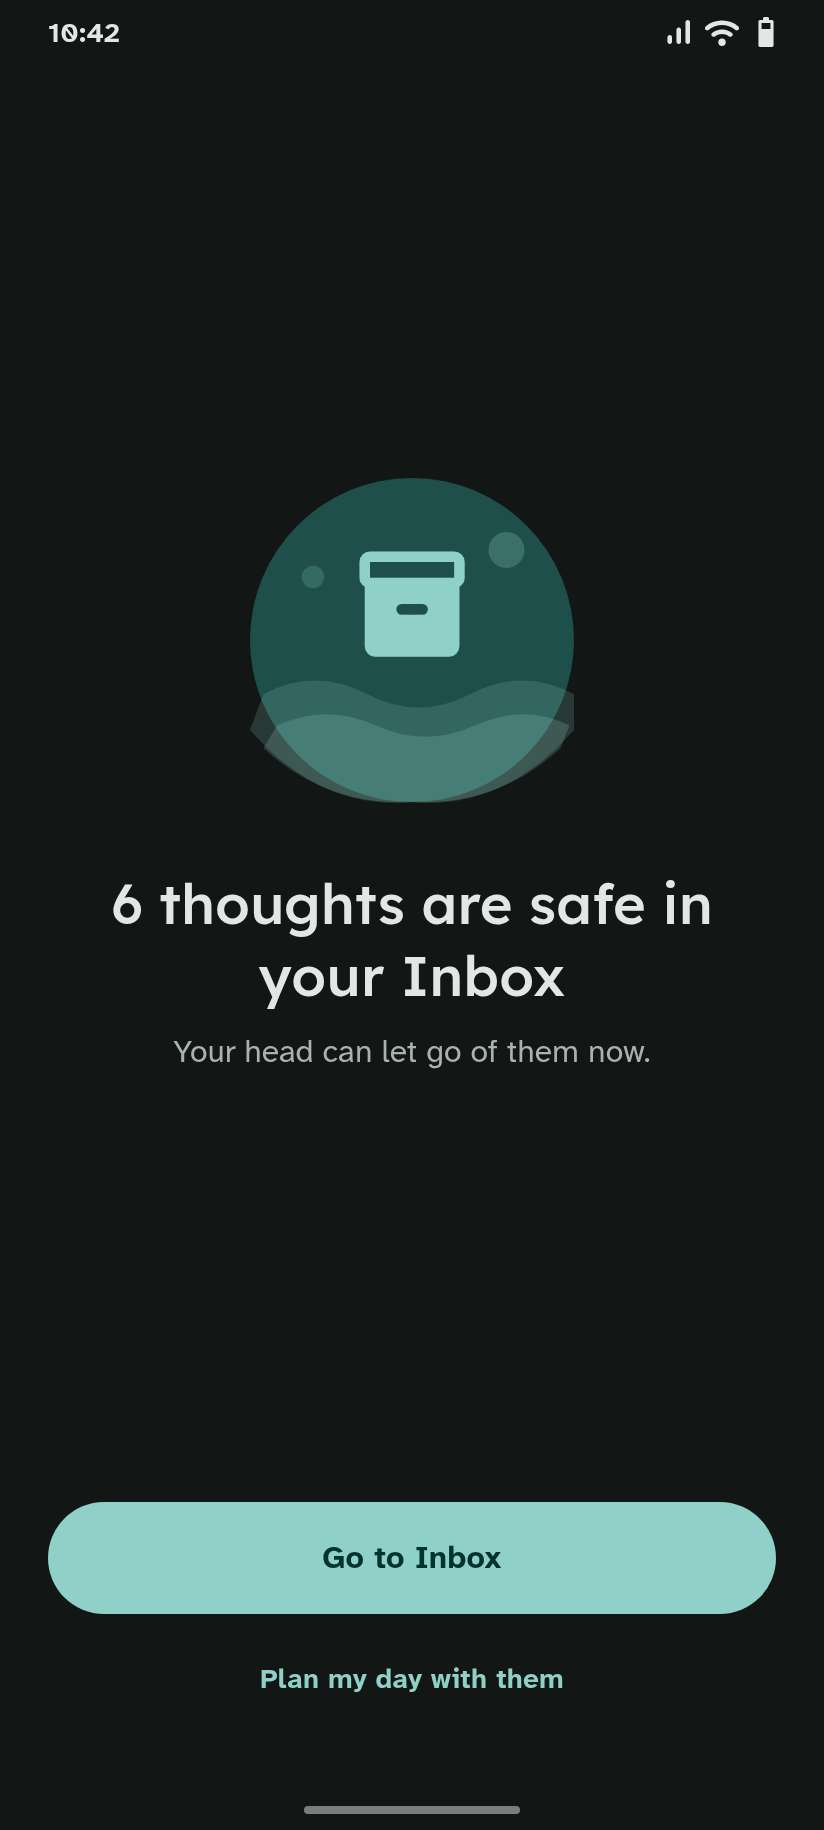 10:42
6 thoughts are safe in
your Inbox
Your head can let go of them now.
Go to Inbox
Plan my day with them